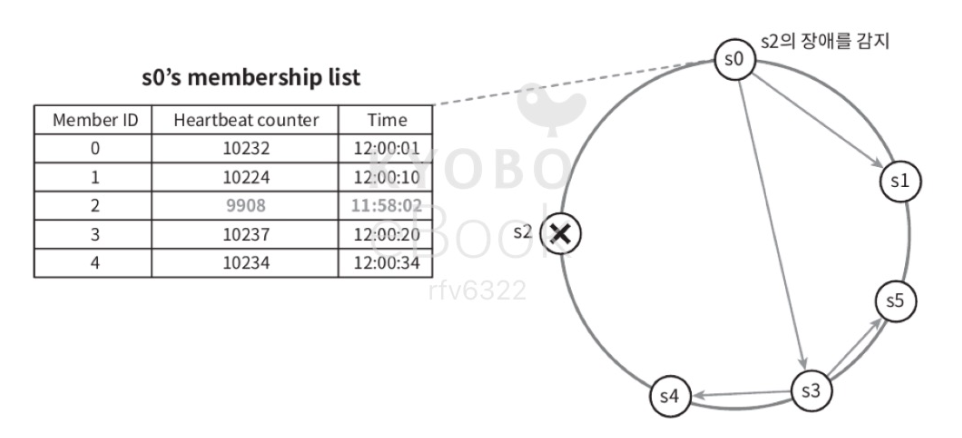 s0's membership list
Member ID Heartbeat counter Time
0 10232 12:00:01
1 10224 12:00:10
2 9908 11:58:02
3 10237 12:00:20
4 10234 12:00:34
s2의 장애를 감지
s0
s1
s2
s5
s3
s4
KYOBO
eBook
rfv6322